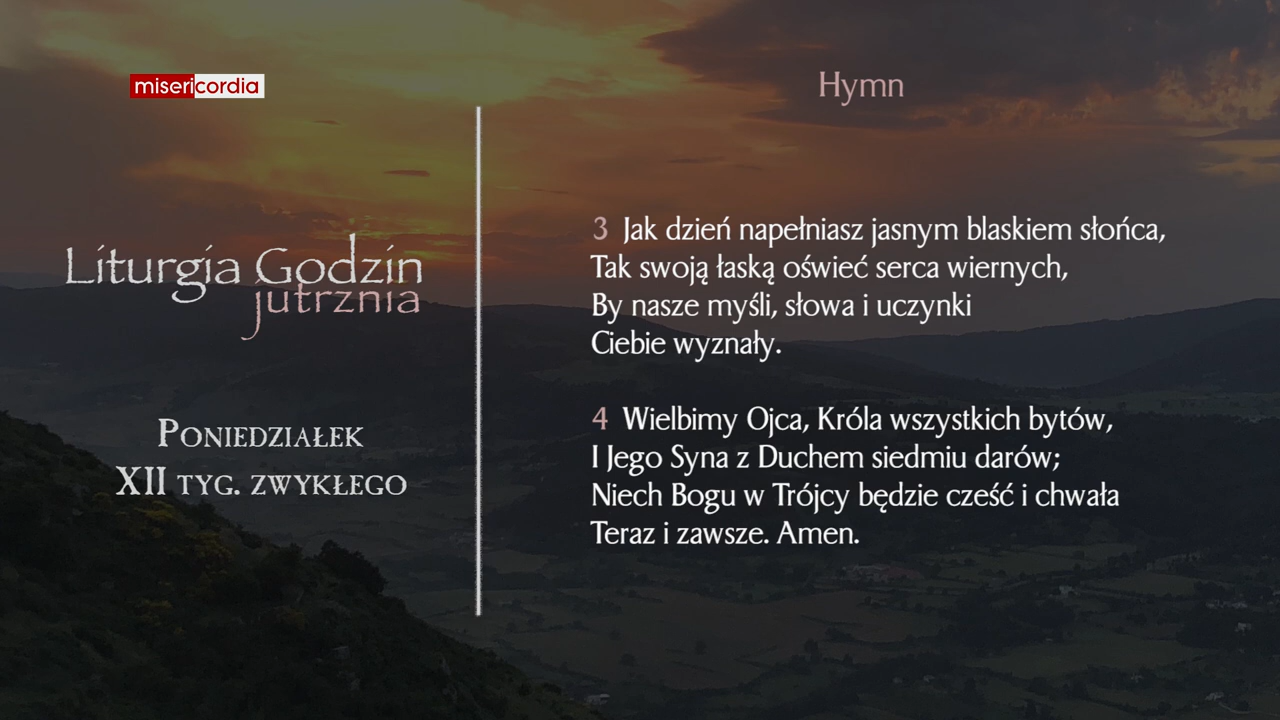 misericordia
Liturgia Godzin
jutrznia
Poniedziałek
XII tyg. zwykłego
Hymn
3 Jak dzień napełniasz jasnym blaskiem słońca,
Tak swoją łaską oświeć serca wiernych,
By nasze myśli, słowa i uczynki
Ciebie wyznały.
4 Wielbimy Ojca, Króla wszystkich bytów,
I Jego Syna z Duchem siedmiu darów;
Niech Bogu w Trójcy będzie cześć i chwała
Teraz i zawsze. Amen.